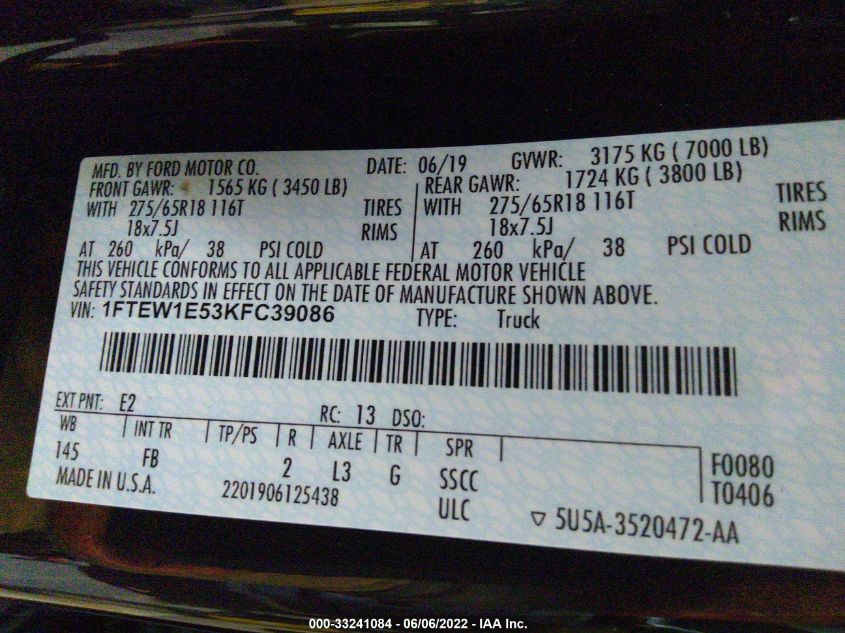 MFD. BY FORD MOTOR CO. DATE: 06/19 GVWR: 3175 KG ( 7000 LB)
FRONT GAWR: 1565 KG ( 3450 LB) REAR GAWR: 1724 KG ( 3800 LB)
WITH 275/65R18 116T TIRES WITH 275/65R18 116T TIRES
18x7.5J RIMS 18x7.5J RIMS
AT 260 kPa/ 38 PSI COLD AT 260 kPa/ 38 PSI COLD
THIS VEHICLE CONFORMS TO ALL APPLICABLE FEDERAL MOTOR VEHICLE
SAFETY STANDARDS IN EFFECT ON THE DATE OF MANUFACTURE SHOWN ABOVE.
VIN: 1FTEW1E53KFC39086 TYPE: Truck
EXT PNT: E2 RC: 13 DSO:
WB INT TR TP/PS R AXLE TR SPR
145 FB 2 L3 G SSCC F0080
MADE IN U.S.A. 2201906125438 ULC T0406
▽ 5U5A-3520472-AA
000-33241084 - 06/06/2022 - IAA Inc.